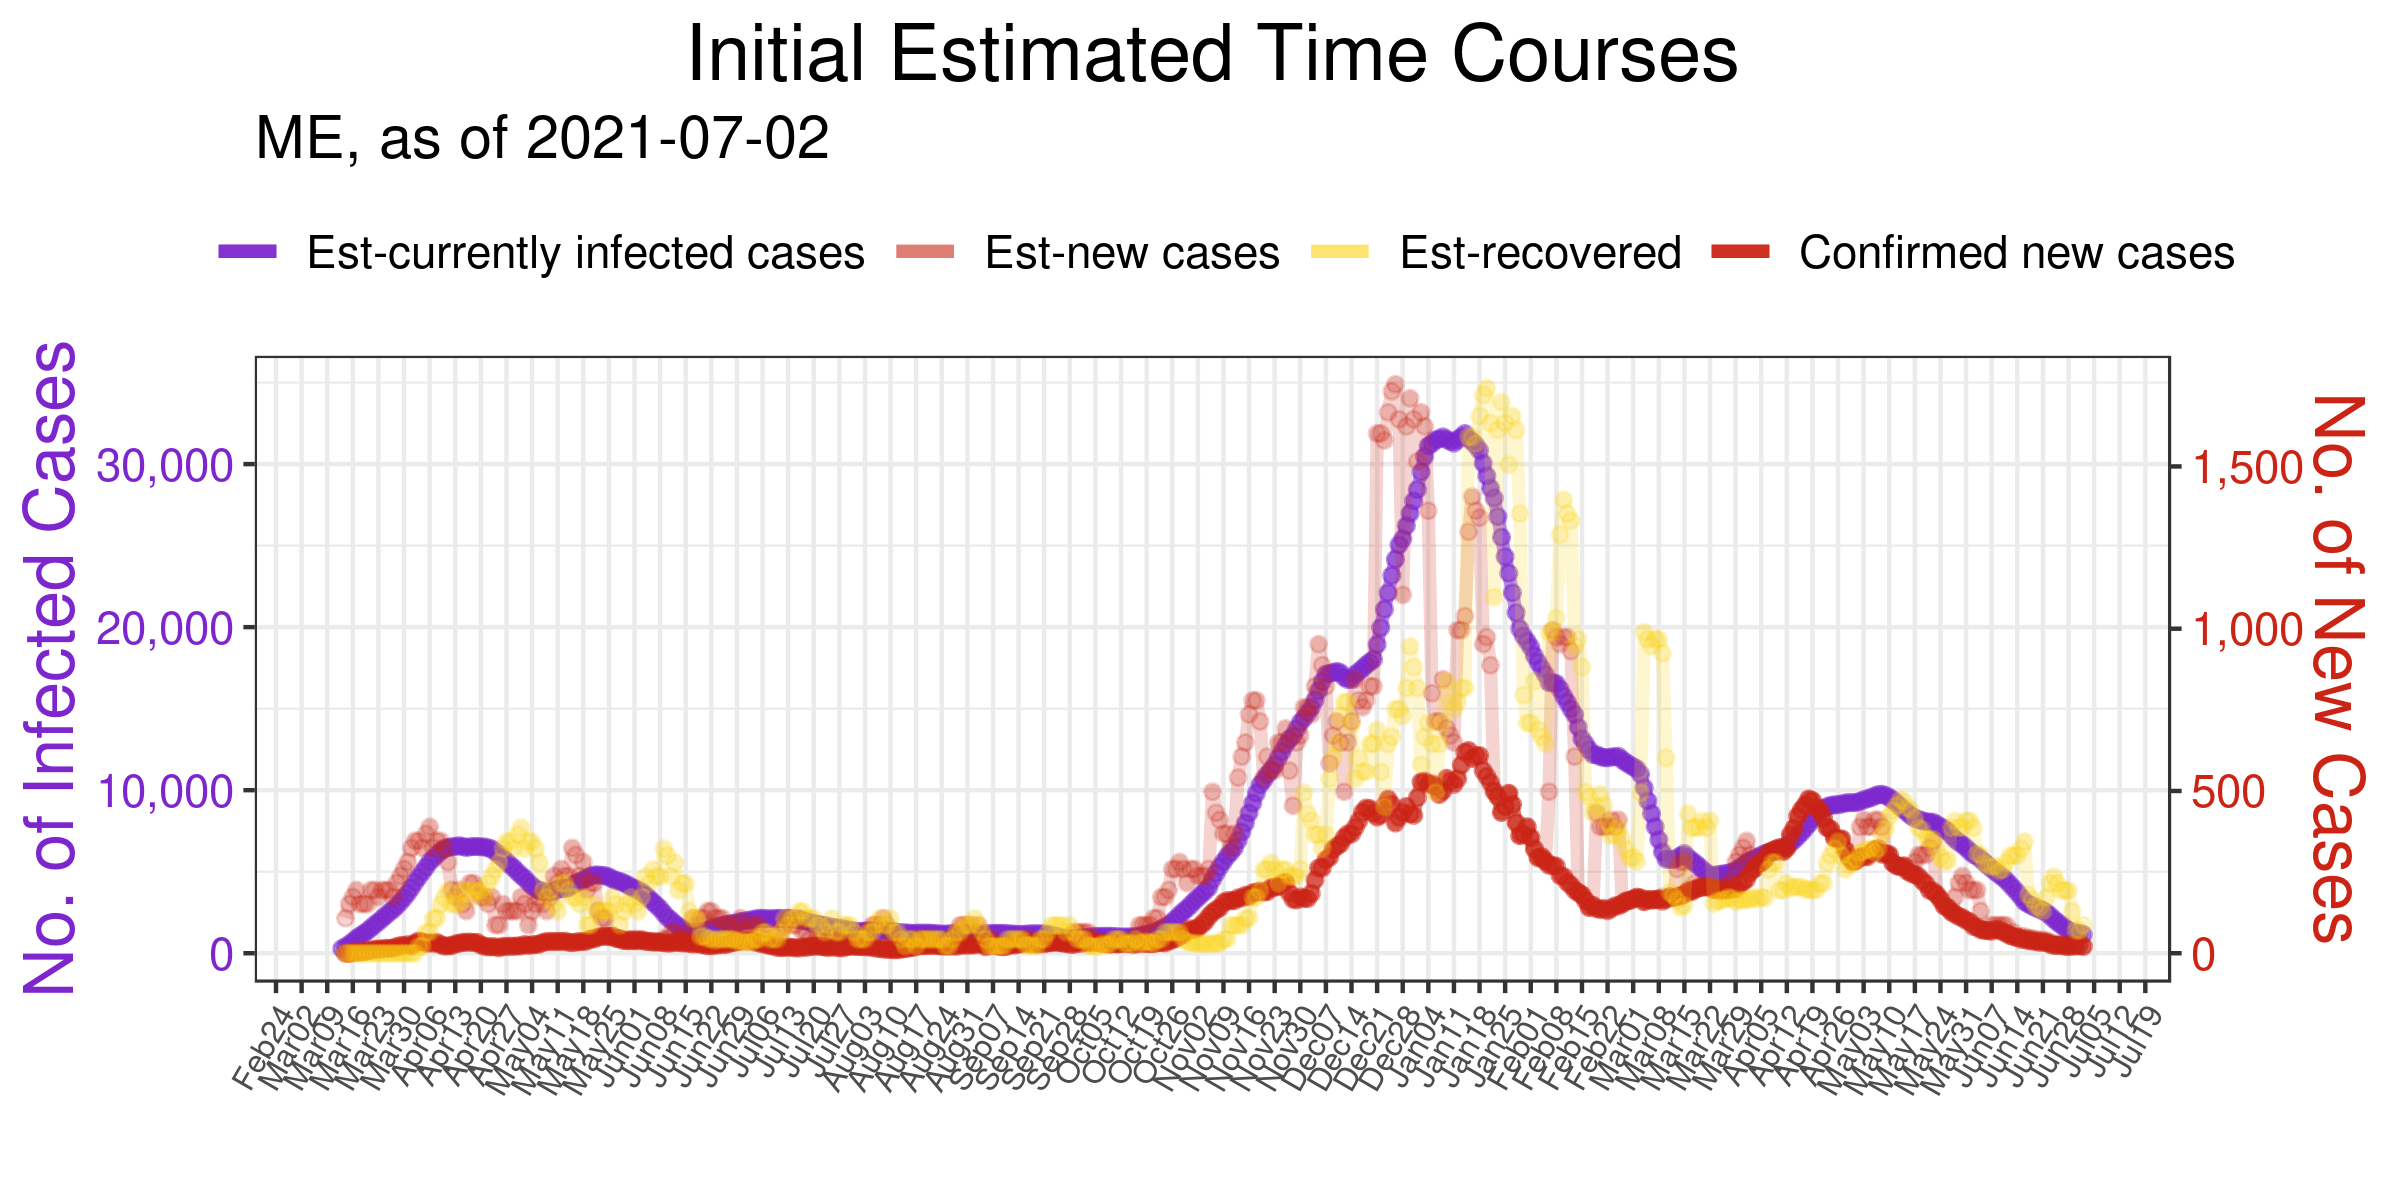 Initial Estimated Time Courses
ME, as of 2021-07-02
Est-currently infected cases Est-new cases Est-recovered Confirmed new cases
No. of Infected Cases
30,000
20,000
10,000
0
1,500
1,000
500
0
No. of New Cases
Feb24 Mar02 Mar09 Mar16 Mar23 Mar30 Apr06 Apr13 Apr20 Apr27 May04 May11 May18 May25 Jun01 Jun08 Jun15 Jun22 Jun29 Jul06 Jul13 Jul20 Jul27 Aug03 Aug10 Aug17 Aug24 Aug31 Sep07 Sep14 Sep21 Sep28 Oct05 Oct12 Oct19 Oct26 Nov02 Nov09 Nov16 Nov23 Nov30 Dec07 Dec14 Dec21 Dec28 Jan04 Jan11 Jan18 Jan25 Feb01 Feb08 Feb15 Feb22 Mar01 Mar08 Mar15 Mar22 Mar29 Apr05 Apr12 Apr19 Apr26 May03 May10 May17 May24 May31 Jun07 Jun14 Jun21 Jun28 Jul05 Jul12 Jul19